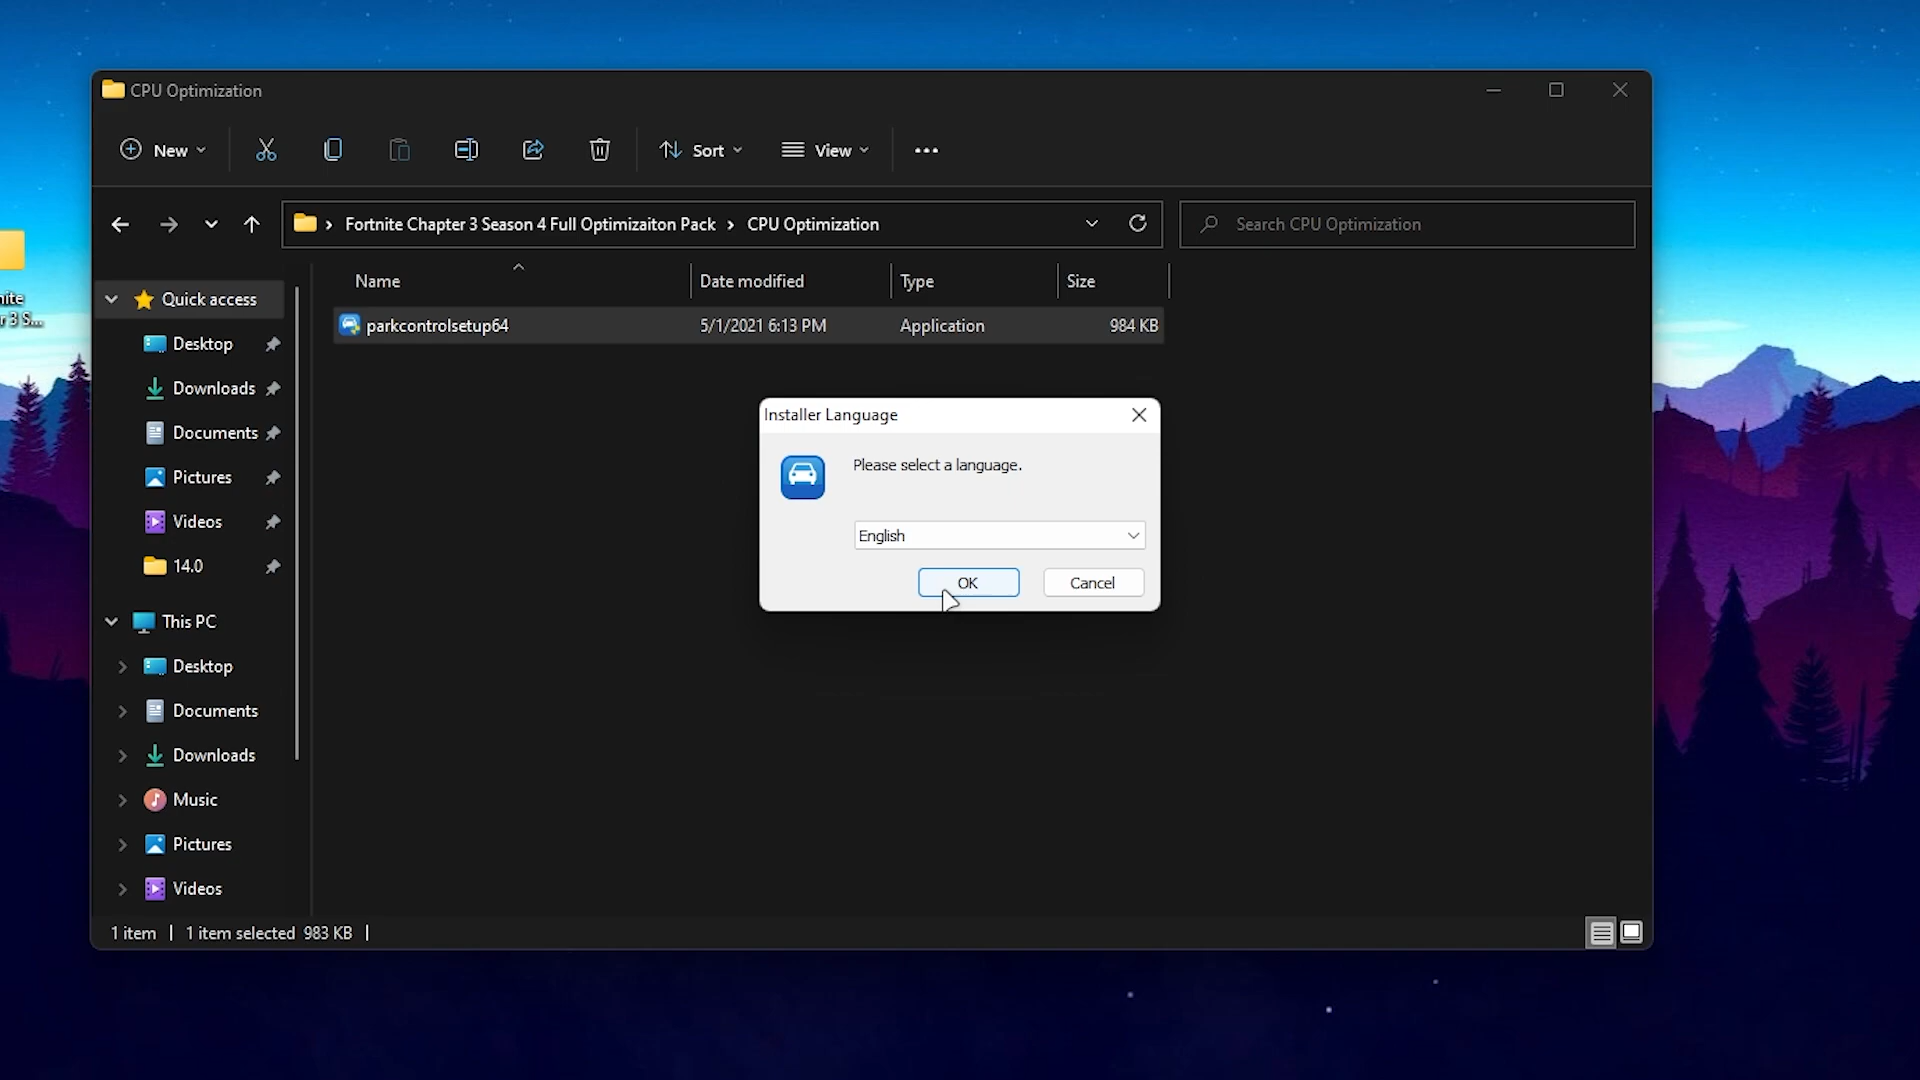 CPU Optimization
New
Sort
View
Fortnite Chapter 3 Season 4 Full Optimizaiton Pack › CPU Optimization
Search CPU Optimization
Name
Date modified
Type
Size
Quick access
Desktop
Downloads
Documents
Pictures
Videos
14.0
This PC
Desktop
Documents
Downloads
Music
Pictures
Videos
parkcontrolsetup64 5/1/2021 6:13 PM Application 984 KB
Installer Language
Please select a language.
English
OK
Cancel
nite
r 3 S...
1 item
1 item selected 983 KB